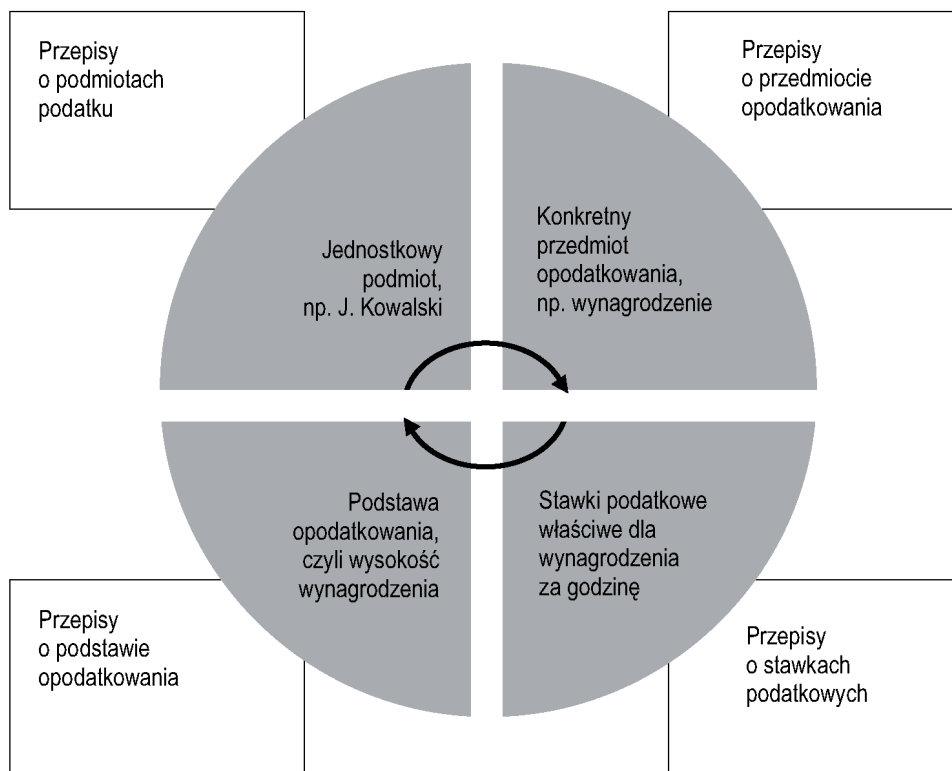 Przepisy
o podmiotach
podatku
Przepisy
o przedmiocie
opodatkowania
Jednostkowy
podmiot,
np. J. Kowalski
Konkretny
przedmiot
opodatkowania,
np. wynagrodzenie
Podstawa
opodatkowania,
czyli wysokość
wynagrodzenia
Stawki podatkowe
właściwe dla
wynagrodzenia
za godzinę
Przepisy
o podstawie
opodatkowania
Przepisy
o stawkach
podatkowych